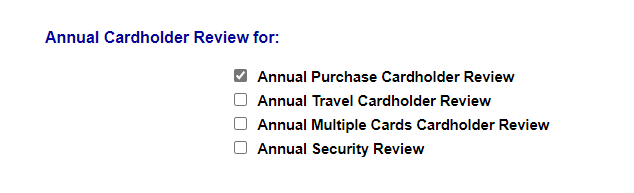 Annual Cardholder Review for:
Annual Purchase Cardholder Review
Annual Travel Cardholder Review
Annual Multiple Cards Cardholder Review
Annual Security Review